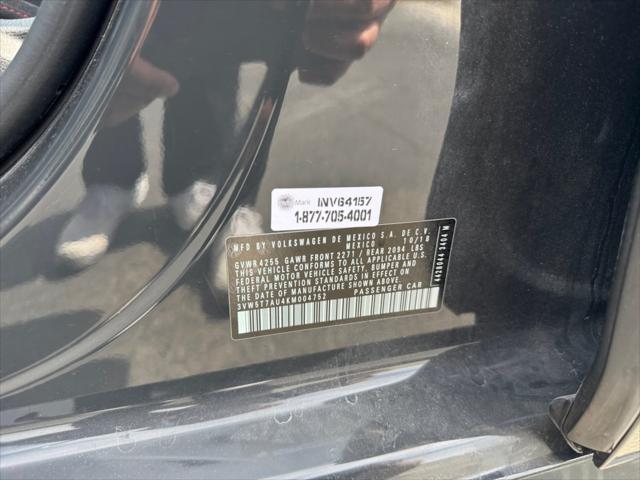 Mark INV64157
1-877-705-4001
MFD BY VOLKSWAGEN DE MEXICO S.A. DE C.V.
MEXICO 10/18
GVWR4255 GAWR FRONT 2271 / REAR 2094 LBS
THIS VEHICLE CONFORMS TO ALL APPLICABLE U.S.
FEDERAL MOTOR VEHICLE SAFETY, BUMPER AND
THEFT PREVENTION STANDARDS IN EFFECT ON
THE DATE OF MANUFACTURE SHOWN ABOVE.
3VW5T7AU4KM004752 PASSENGER CAR